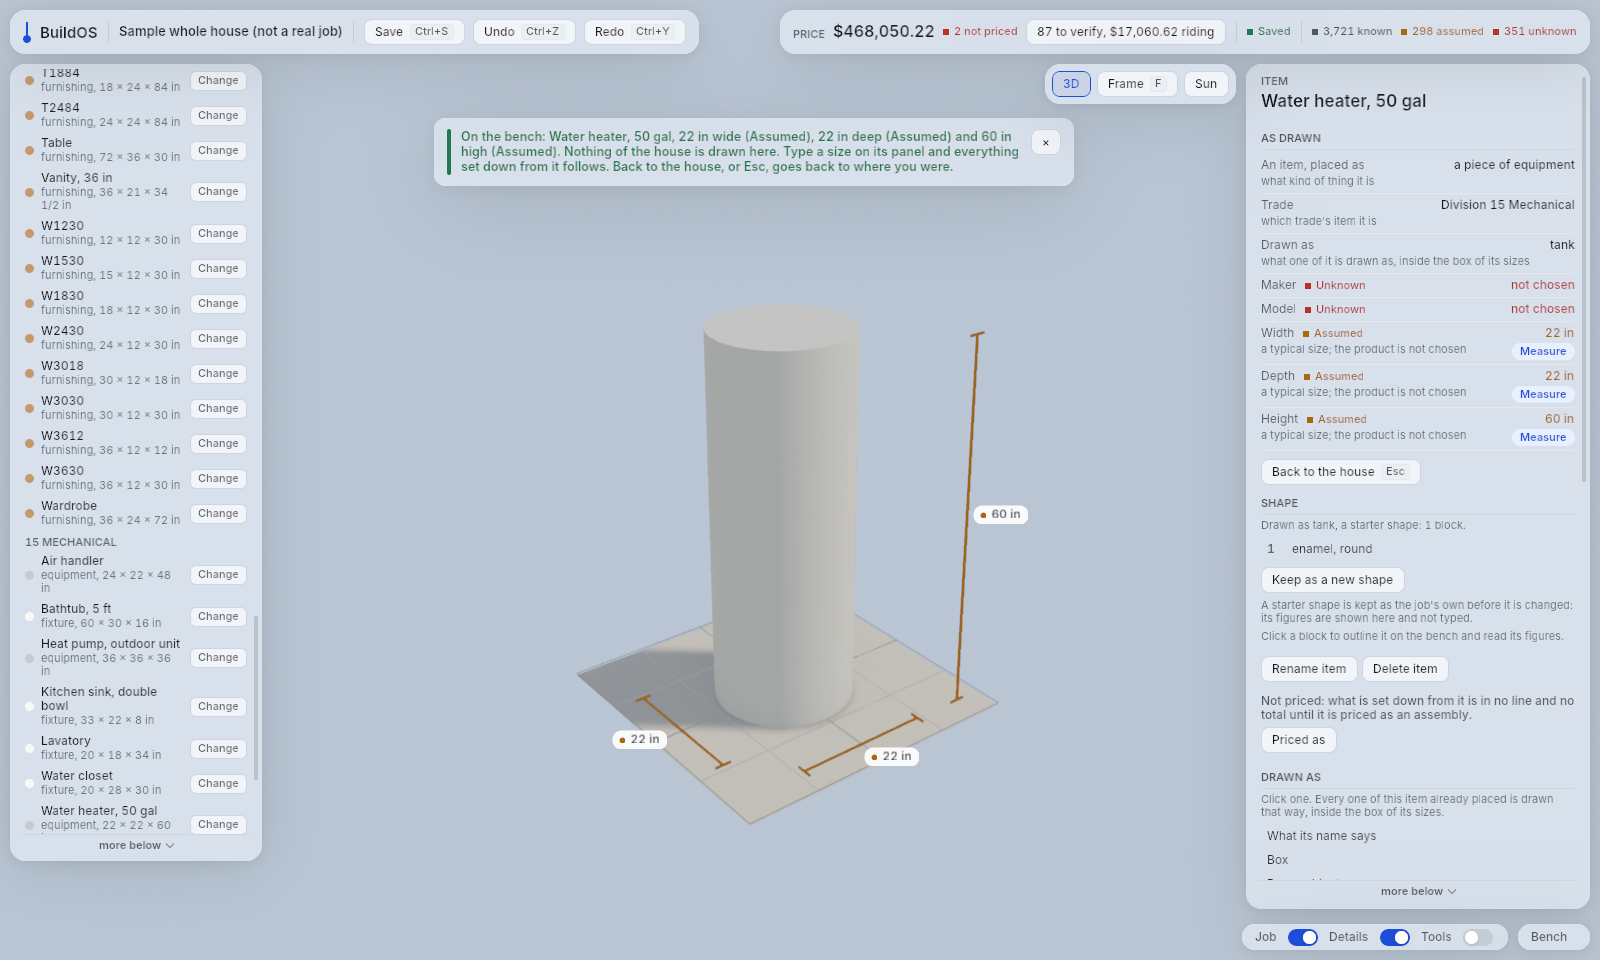 BuildOS
Sample whole house (not a real job)
Save Ctrl+S
Undo Ctrl+Z
Redo Ctrl+Y
PRICE $468,050.22
2 not priced
87 to verify, $17,060.62 riding
Saved
3,721 known
298 assumed
351 unknown
T1884
furnishing, 18 × 24 × 84 in
Change
T2484
furnishing, 24 × 24 × 84 in
Change
Table
furnishing, 72 × 36 × 30 in
Change
Vanity, 36 in
furnishing, 36 × 21 × 34
1/2 in
Change
W1230
furnishing, 12 × 12 × 30 in
Change
W1530
furnishing, 15 × 12 × 30 in
Change
W1830
furnishing, 18 × 12 × 30 in
Change
W2430
furnishing, 24 × 12 × 30 in
Change
W3018
furnishing, 30 × 12 × 18 in
Change
W3030
furnishing, 30 × 12 × 30 in
Change
W3612
furnishing, 36 × 12 × 12 in
Change
W3630
furnishing, 36 × 12 × 30 in
Change
Wardrobe
furnishing, 36 × 24 × 72 in
Change
15 MECHANICAL
Air handler
equipment, 24 × 22 × 48
in
Change
Bathtub, 5 ft
fixture, 60 × 30 × 16 in
Change
Heat pump, outdoor unit
equipment, 36 × 36 × 36
in
Change
Kitchen sink, double
bowl
fixture, 33 × 22 × 8 in
Change
Lavatory
fixture, 20 × 18 × 34 in
Change
Water closet
fixture, 20 × 28 × 30 in
Change
Water heater, 50 gal
equipment, 22 × 22 × 60
Change
more below
3D
Frame F
Sun
On the bench: Water heater, 50 gal, 22 in wide (Assumed), 22 in deep (Assumed) and 60 in
high (Assumed). Nothing of the house is drawn here. Type a size on its panel and everything
set down from it follows. Back to the house, or Esc, goes back to where you were.
×
60 in
22 in
22 in
ITEM
Water heater, 50 gal
AS DRAWN
An item, placed as a piece of equipment
what kind of thing it is
Trade Division 15 Mechanical
which trade's item it is
Drawn as tank
what one of it is drawn as, inside the box of its sizes
Maker Unknown not chosen
Model Unknown not chosen
Width Assumed 22 in
a typical size; the product is not chosen Measure
Depth Assumed 22 in
a typical size; the product is not chosen Measure
Height Assumed 60 in
a typical size; the product is not chosen Measure
Back to the house Esc
SHAPE
Drawn as tank, a starter shape: 1 block.
1 enamel, round
Keep as a new shape
A starter shape is kept as the job's own before it is changed:
its figures are shown here and not typed.
Click a block to outline it on the bench and read its figures.
Rename item
Delete item
Not priced: what is set down from it is in no line and no
total until it is priced as an assembly.
Priced as
DRAWN AS
Click one. Every one of this item already placed is drawn
that way, inside the box of its sizes.
What its name says
Box
more below
Job
Details
Tools
Bench